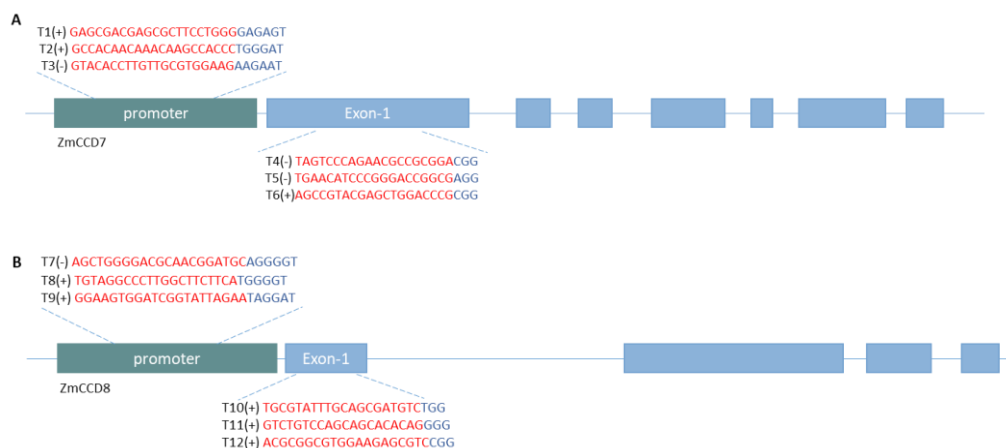 A
T1(+) GAGCGACGAGCGCTTCCTGGGGAGAGT
T2(+) GCCACAACAAACAAGCCACCCTGGGAT
T3(-) GTACACCTTGTTGCGTGGAAGAAGAAT
promoter Exon-1
ZmCCD7
T4(-) TAGTCCCAGAACGCCGCGGACGG
T5(-) TGAACATCCCGGGACCGGCGAGG
T6(+)AGCCGTACGAGCTGGACCCGCGG
B
T7(-) AGCTGGGGACGCAACGGATGCAGGGGT
T8(+) TGTAGGCCCTTGGCTTCTTCATGGGGT
T9(+) GGAAGTGGATCGGTATTAGAATAGGAT
promoter Exon-1
ZmCCD8
T10(+) TGCGTATTTGCAGCGATGTCTGG
T11(+) GTCTGTCCAGCAGCACACAGGGG
T12(+) ACGCGGCGTGGAAGAGCGTCCGG